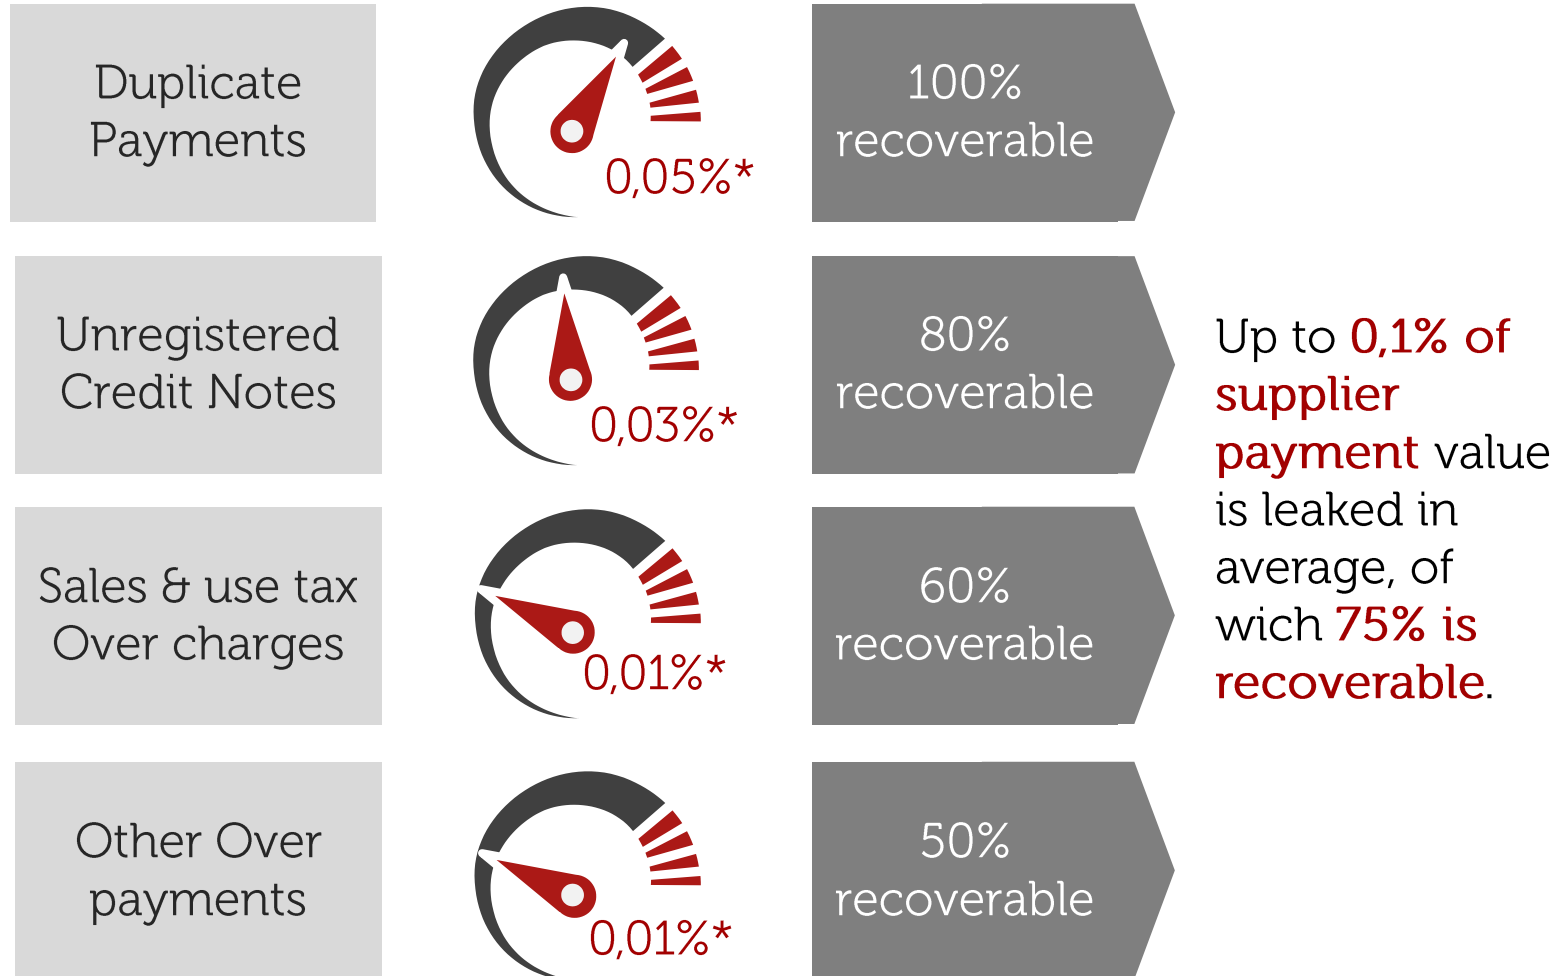 Duplicate
Payments
0,05%*
100%
recoverable
Unregistered
Credit Notes
0,03%*
80%
recoverable
Sales & use tax
Over charges
0,01%*
60%
recoverable
Other Over
payments
0,01%*
50%
recoverable
Up to 0,1% of
supplier
payment value
is leaked in
average, of
wich 75% is
recoverable.